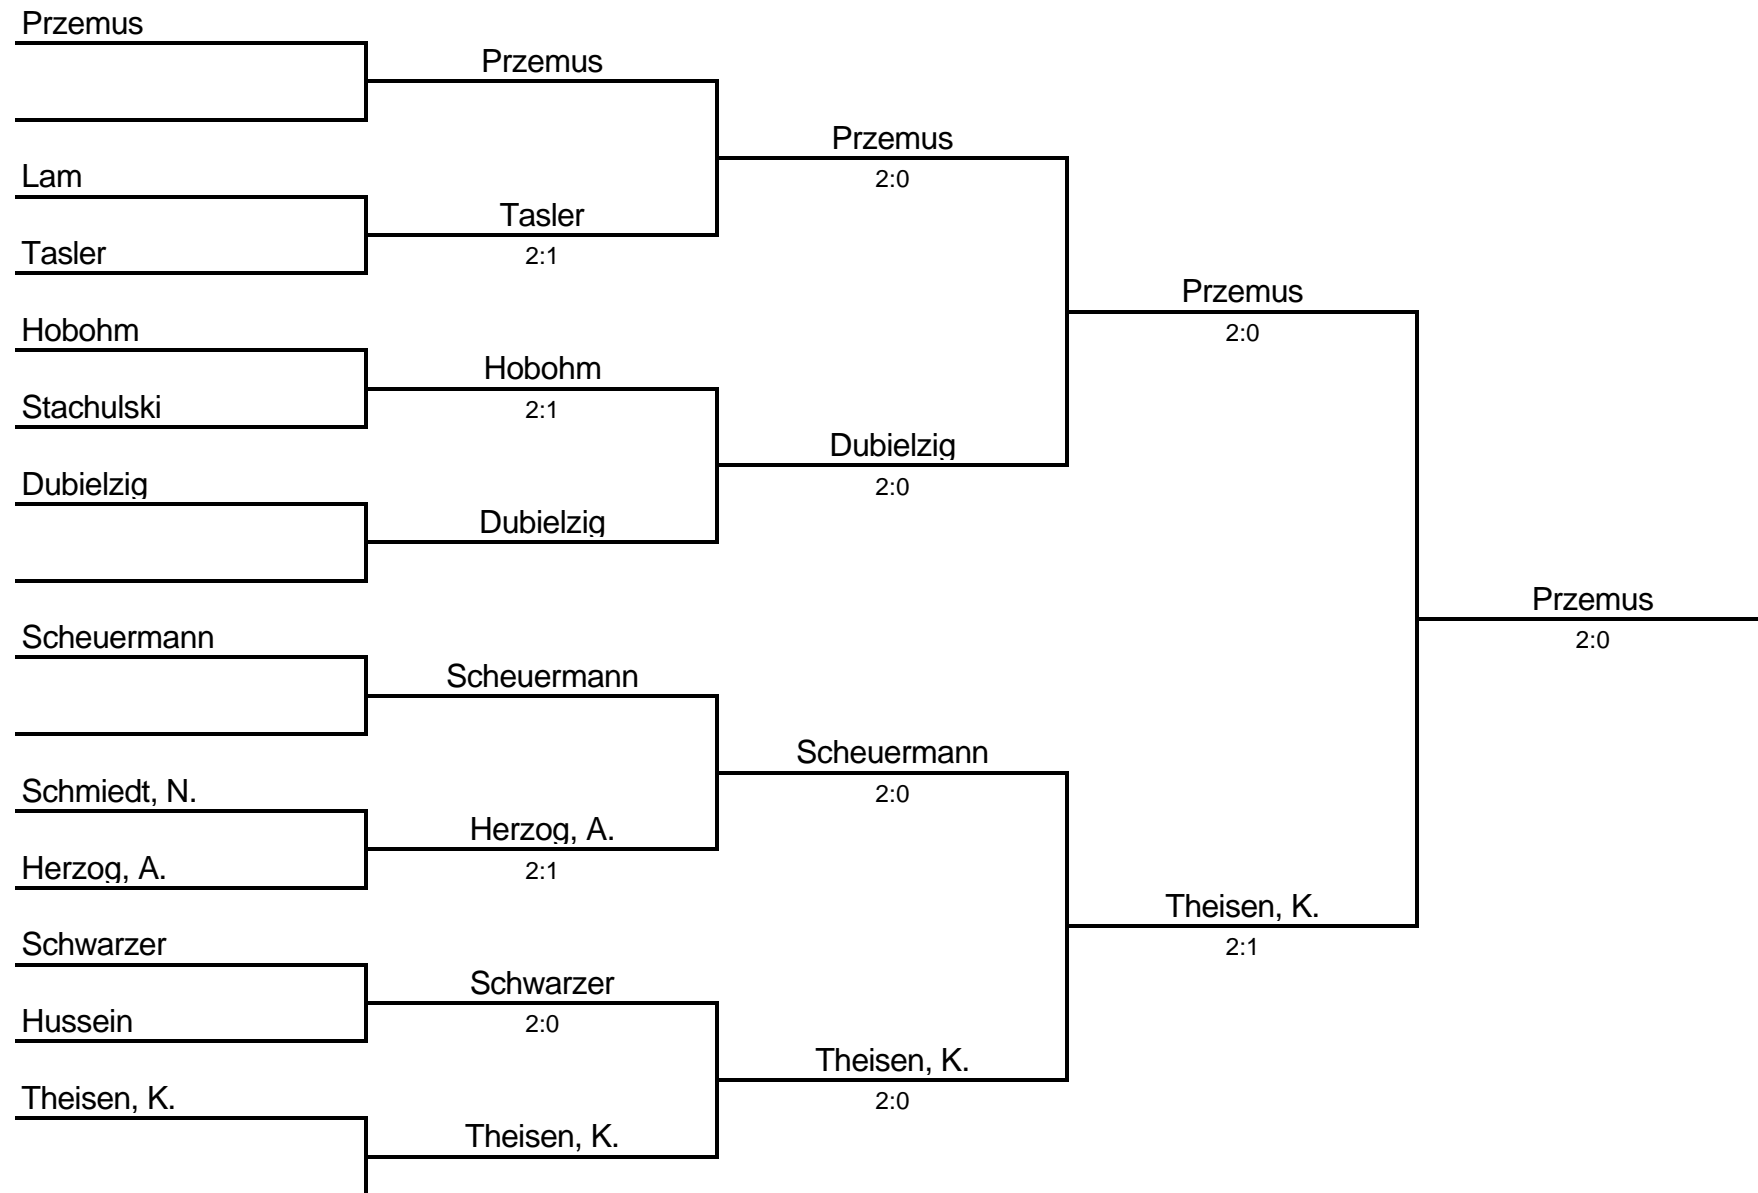 Przemus
Przemus
Przemus
2:0
Lam
Tasler
2:1
Tasler
Przemus
2:0
Hobohm
Hobohm
2:1
Stachulski
Dubielzig
2:0
Dubielzig
Dubielzig
Przemus
2:0
Scheuermann
Scheuermann
Scheuermann
2:0
Schmiedt, N.
Herzog, A.
2:1
Herzog, A.
Theisen, K.
2:1
Schwarzer
Schwarzer
2:0
Hussein
Theisen, K.
2:0
Theisen, K.
Theisen, K.